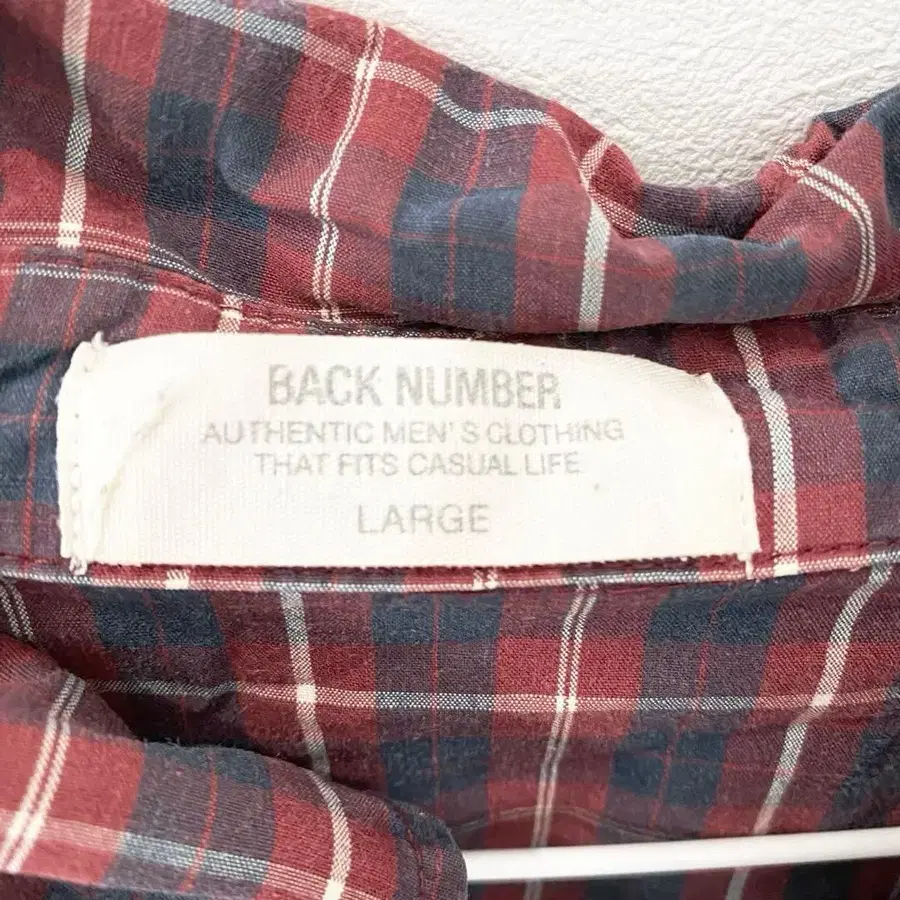 BACK NUMBER
AUTHENTIC MEN'S CLOTHING
THAT FITS CASUAL LIFE
LARGE